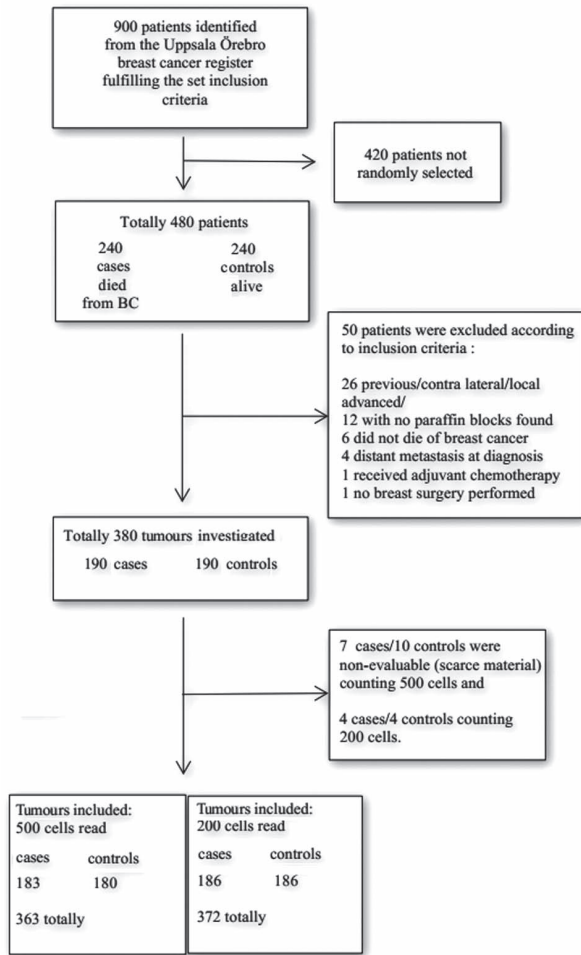 900 patients identified
from the Uppsala Örebro
breast cancer register
fulfilling the set inclusion
criteria
420 patients not
randomly selected
Totally 480 patients
240 240
cases controls
died alive
from BC
50 patients were excluded according
to inclusion criteria :
26 previous/contra lateral/local
advanced/
12 with no paraffin blocks found
6 did not die of breast cancer
4 distant metastasis at diagnosis
1 received adjuvant chemotherapy
1 no breast surgery performed
Totally 380 tumours investigated
190 cases 190 controls
7 cases/10 controls were
non-evaluable (scarce material)
counting 500 cells and
4 cases/4 controls counting
200 cells.
Tumours included:
500 cells read
cases controls
183 180
363 totally
Tumours included:
200 cells read
cases controls
186 186
372 totally